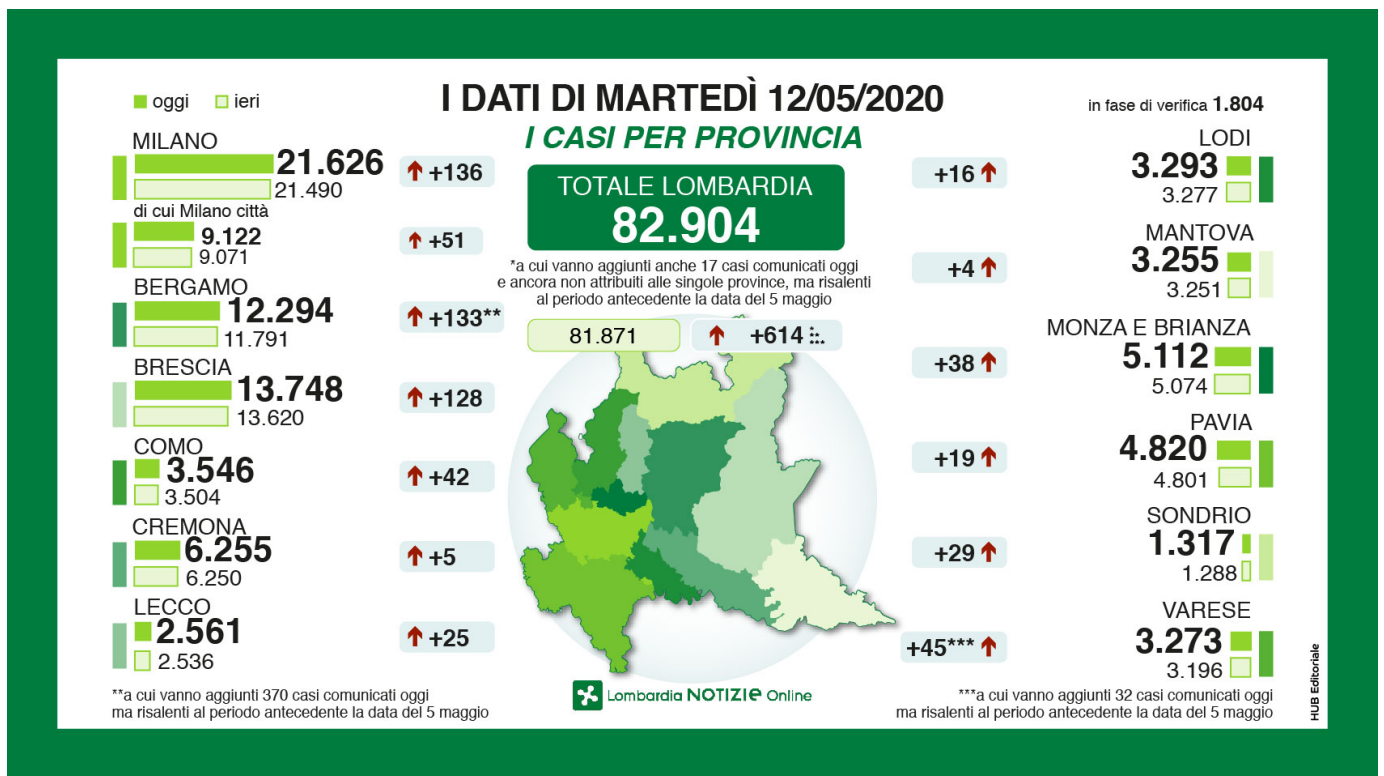 I DATI DI MARTEDÌ 12/05/2020
I CASI PER PROVINCIA
oggi ieri
in fase di verifica 1.804
TOTALE LOMBARDIA
82.904
*a cui vanno aggiunti anche 17 casi comunicati oggi
e ancora non attribuiti alle singole province, ma risalenti
al periodo antecedente la data del 5 maggio
81.871
+614
MILANO
21.626
21.490
+136
di cui Milano città
9.122
9.071
+51
BERGAMO
12.294
11.791
+133**
BRESCIA
13.748
13.620
+128
COMO
3.546
3.504
+42
CREMONA
6.255
6.250
+5
LECCO
2.561
2.536
+25
**a cui vanno aggiunti 370 casi comunicati oggi
ma risalenti al periodo antecedente la data del 5 maggio
LODI
3.293
3.277
+16
MANTOVA
3.255
3.251
+4
MONZA E BRIANZA
5.112
5.074
+38
PAVIA
4.820
4.801
+19
SONDRIO
1.317
1.288
+29
VARESE
3.273
3.196
+45***
***a cui vanno aggiunti 32 casi comunicati oggi
ma risalenti al periodo antecedente la data del 5 maggio
Lombardia NOTIZIE Online
HUB Editoriale